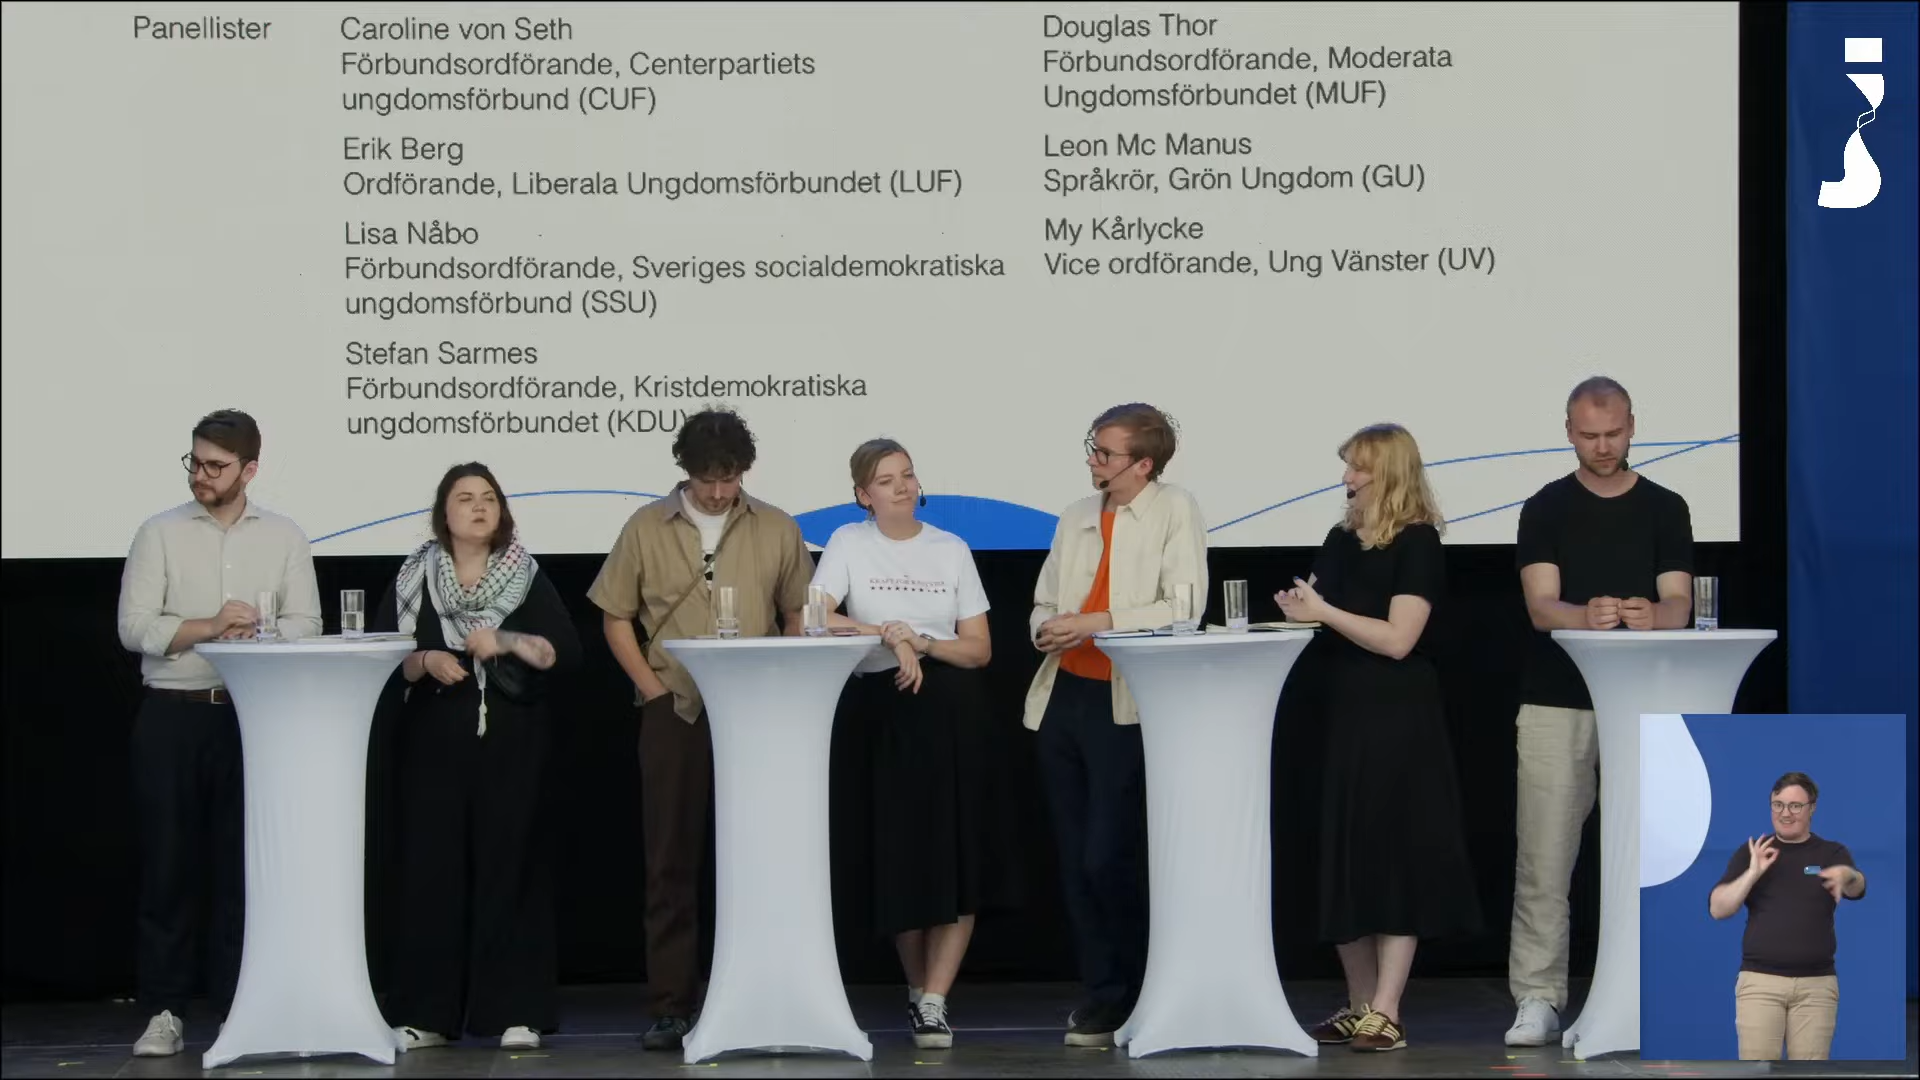 Panellister
Caroline von Seth
Förbundsordförande, Centerpartiets
ungdomsförbund (CUF)
Erik Berg
Ordförande, Liberala Ungdomsförbundet (LUF)
Lisa Nåbo
Förbundsordförande, Sveriges socialdemokratiska
ungdomsförbund (SSU)
Stefan Sarmes
Förbundsordförande, Kristdemokratiska
ungdomsförbundet (KDU)
Douglas Thor
Förbundsordförande, Moderata
Ungdomsförbundet (MUF)
Leon Mc Manus
Språkrör, Grön Ungdom (GU)
My Kårlycke
Vice ordförande, Ung Vänster (UV)